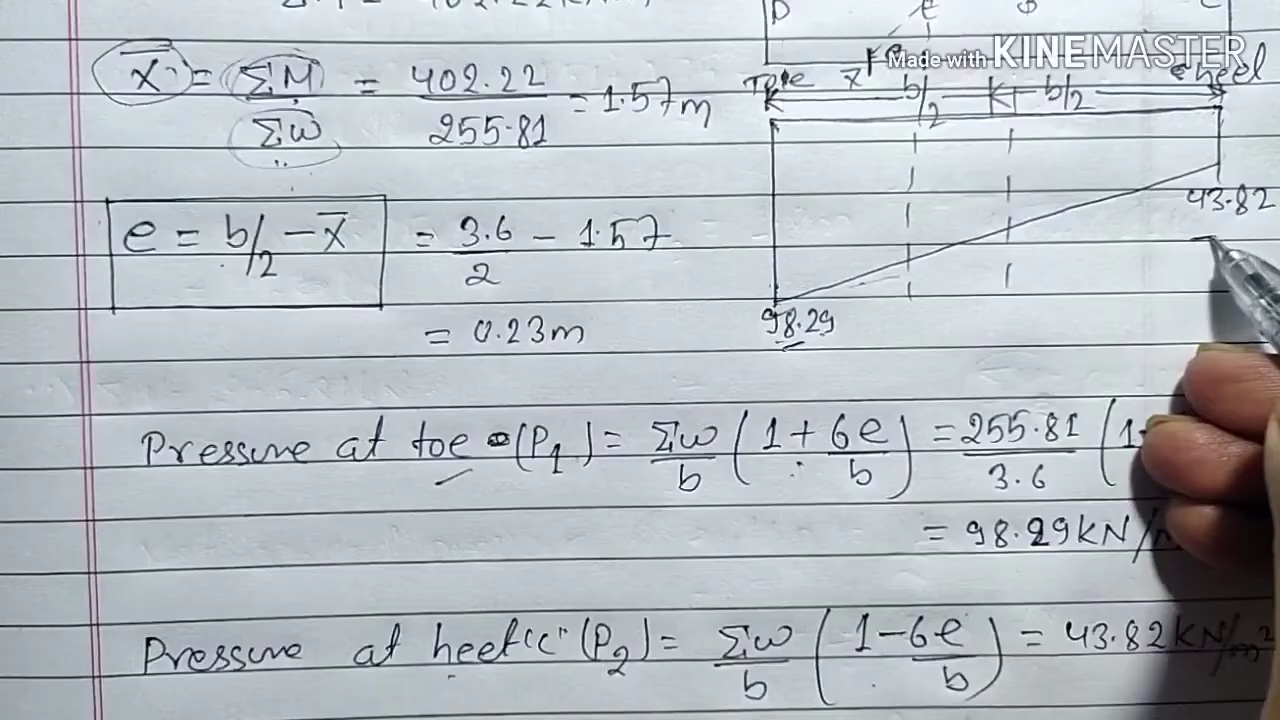 D
Made with KINEMASTER
x̄ = ΣM/Σw = 402.22/255.81 = 1.57m
Toe x̄ b/2 b/2 heel
43.82
e = b/2 - x̄ = 3.6/2 - 1.57
= 0.23m
98.29
Pressure at toe (P1) = Σw/b (1 + 6e/b) = 255.81/3.6 (1
= 98.29KN/
Pressure at heel "C" (P2) = Σw/b (1 - 6e/b) = 43.82KN/m²